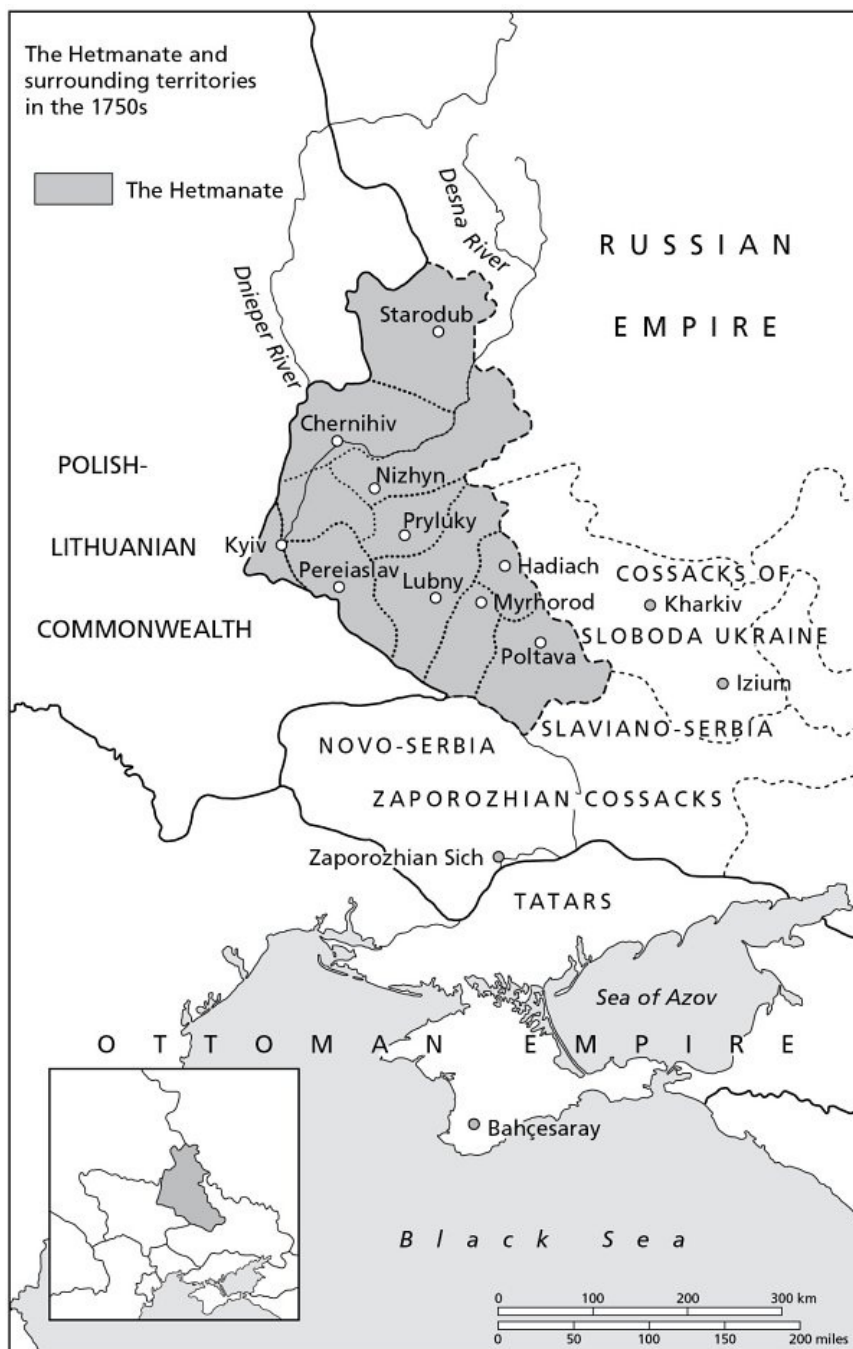 The Hetmanate and
surrounding territories
in the 1750s
The Hetmanate
Desna
River
RUSSIAN
EMPIRE
Dnieper River
Starodub
Chernihiv
POLISH-
LITHUANIAN
COMMONWEALTH
Nizhyn
Pryluky
Kyiv
Pereiaslav
Lubny
Hadiach
Myrhorod
Poltava
COSSACKS OF
Kharkiv
SLOBODA UKRAINE
Izium
SLAVIANO-SERBIA
NOVO-SERBIA
ZAPOROZHIAN COSSACKS
Zaporozhian Sich
TATARS
Sea of Azov
OTTOMAN EMPIRE
Bahçesaray
Black Sea
0 100 200 300 km
0 50 100 150 200 miles